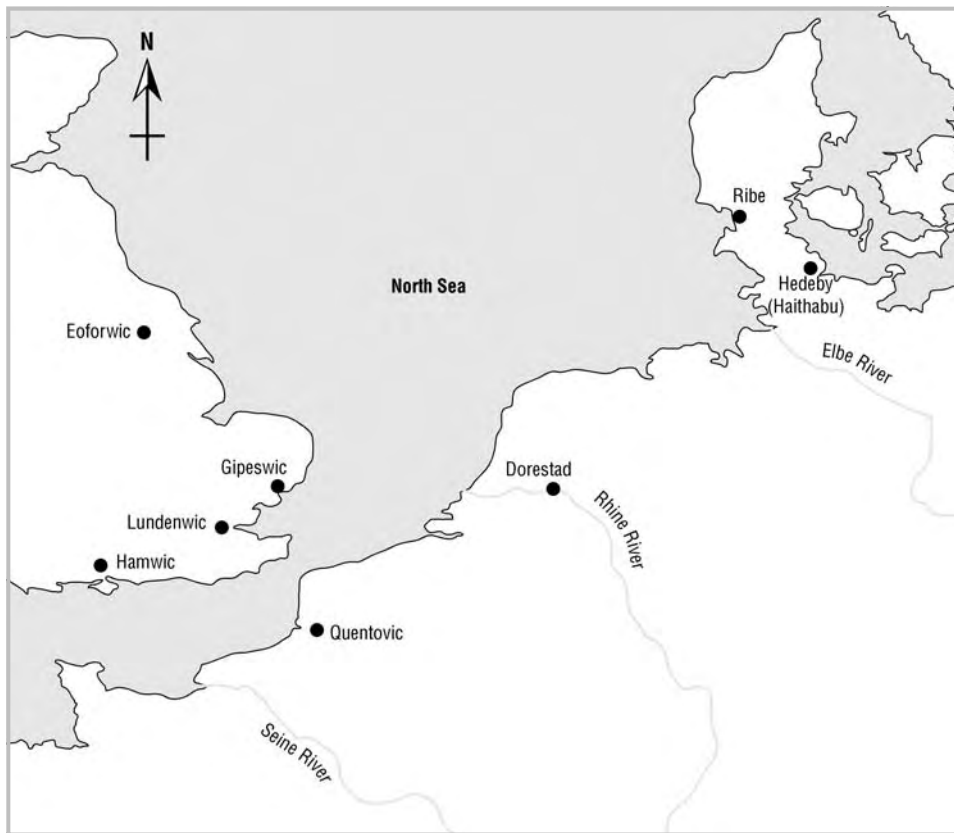 N
Ribe
North Sea
Hedeby
(Haithabu)
Eoforwic
Elbe River
Gipeswic
Dorestad
Lundenwic
Rhine River
Hamwic
Quentovic
Seine River